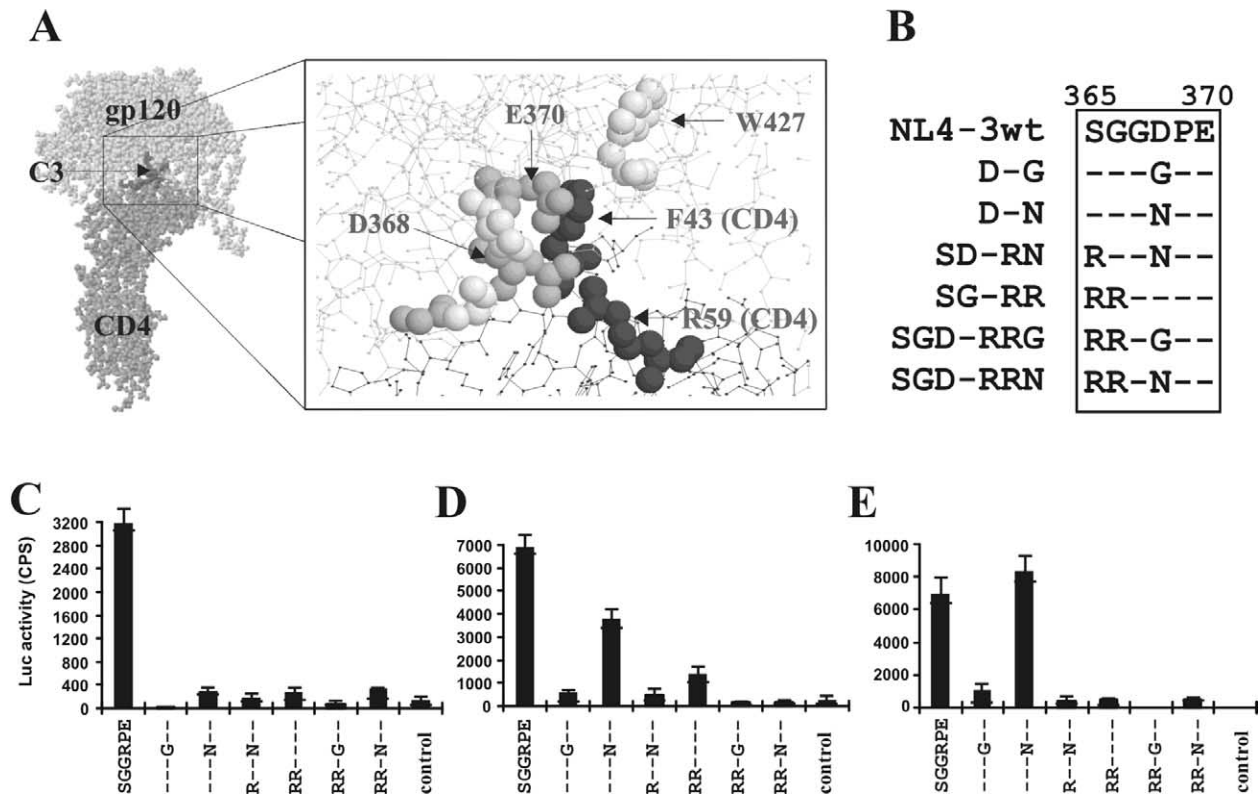 A
gp120
C3
CD4
E370
W427
D368
F43 (CD4)
R59 (CD4)
B
365 370
NL4-3wt SGGDPE
D-G ---G--
D-N ---N--
SD-RN R--N--
SG-RR RR----
SGD-RRG RR-G--
SGD-RRN RR-N--
C
Luc activity (CPS)
3200
2800
2400
2000
1600
1200
800
400
0
SGGRPE
---G--
---N--
R--N--
RR----
RR-G--
RR-N--
control
D
7000
6000
5000
4000
3000
2000
1000
0
SGGRPE
---G--
---N--
R--N--
RR----
RR-G--
RR-N--
control
E
10000
8000
6000
4000
2000
0
SGGRPE
---G--
---N--
R--N--
RR----
RR-G--
RR-N--
control